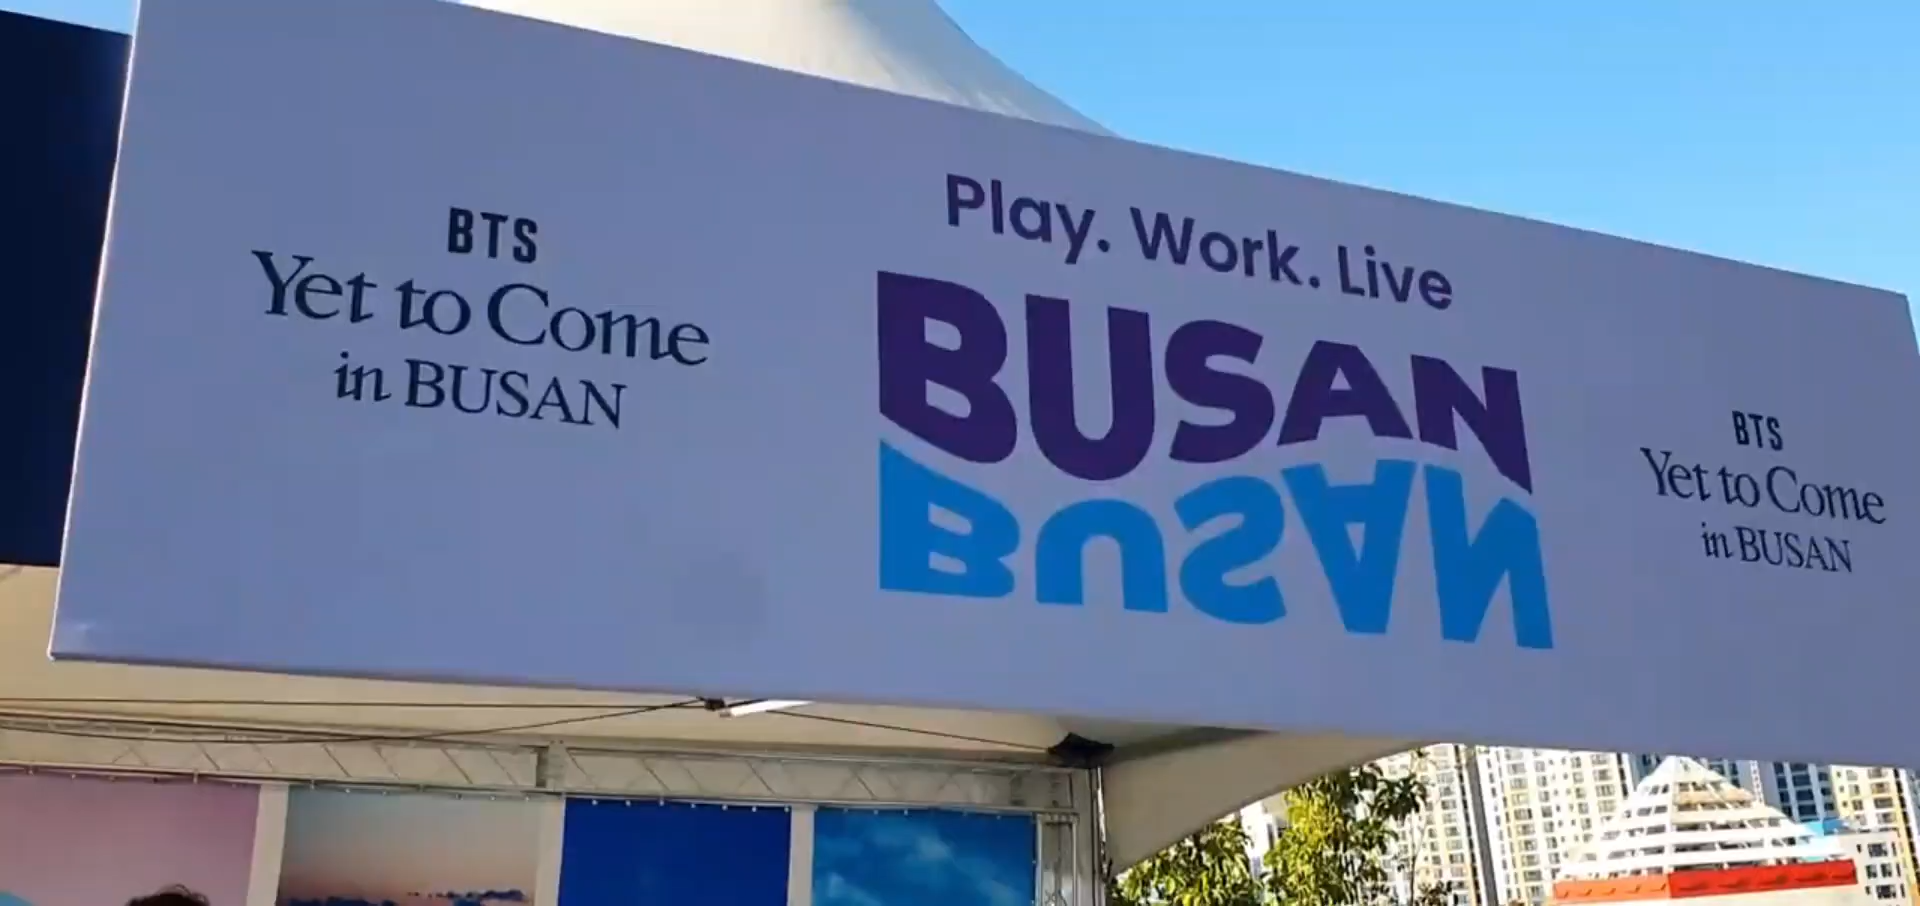 BTS
Yet to Come
in BUSAN
Play. Work. Live
BUSAN
BUSAN
BTS
Yet to Come
in BUSAN